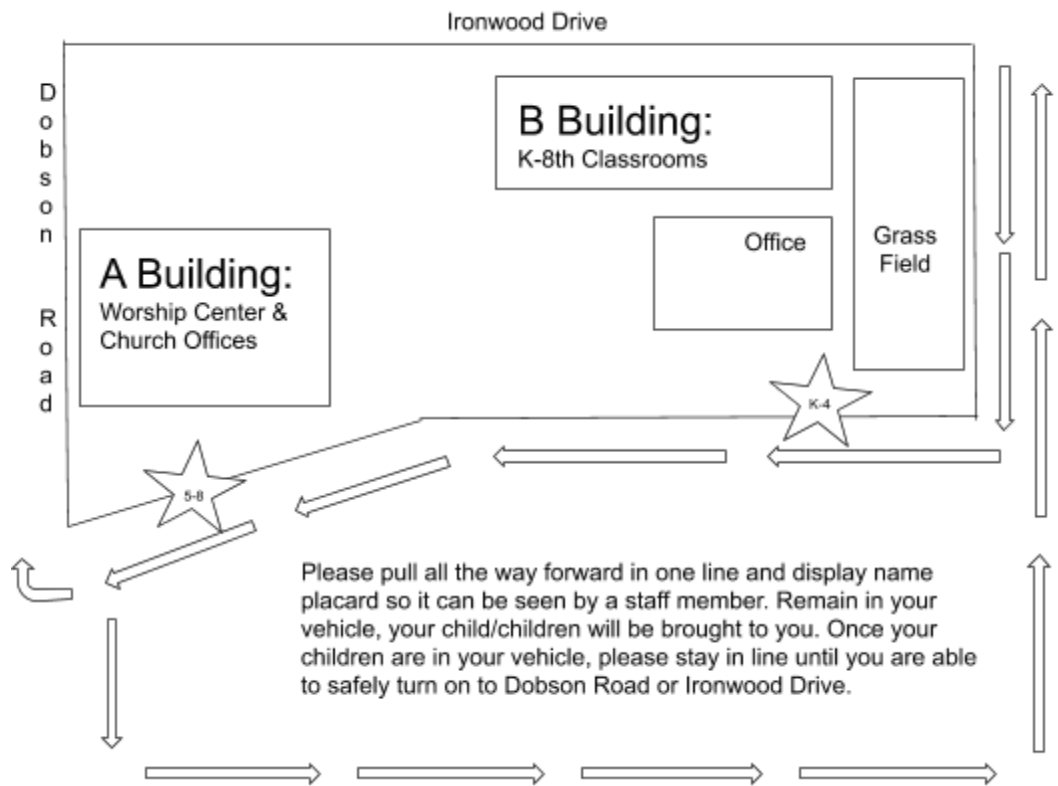 Ironwood Drive
Dobson Road
B Building:
K-8th Classrooms
Office
Grass
Field
A Building:
Worship Center &
Church Offices
K-4
5-8
Please pull all the way forward in one line and display name
placard so it can be seen by a staff member. Remain in your
vehicle, your child/children will be brought to you. Once your
children are in your vehicle, please stay in line until you are able
to safely turn on to Dobson Road or Ironwood Drive.